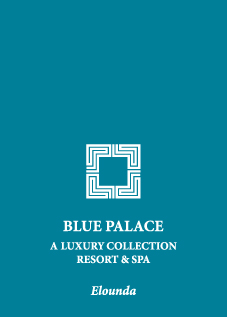 BLUE PALACE
A LUXURY COLLECTION
RESORT & SPA
Elounda